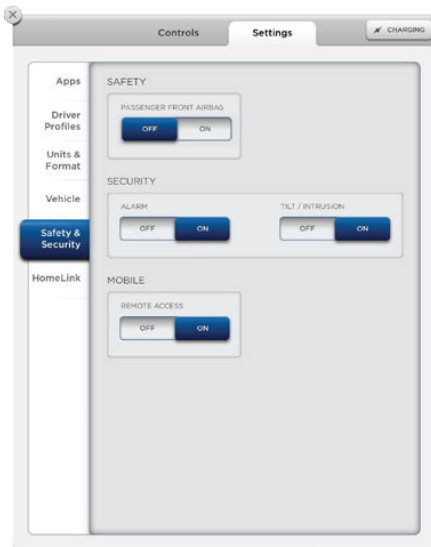 Controls
Settings
CHARGING
Apps
Driver
Profiles
Units &
Format
Vehicle
Safety &
Security
HomeLink
SAFETY
PASSENGER FRONT AIRBAG
OFF ON
SECURITY
ALARM
OFF ON
TILT / INTRUSION
OFF ON
MOBILE
REMOTE ACCESS
OFF ON